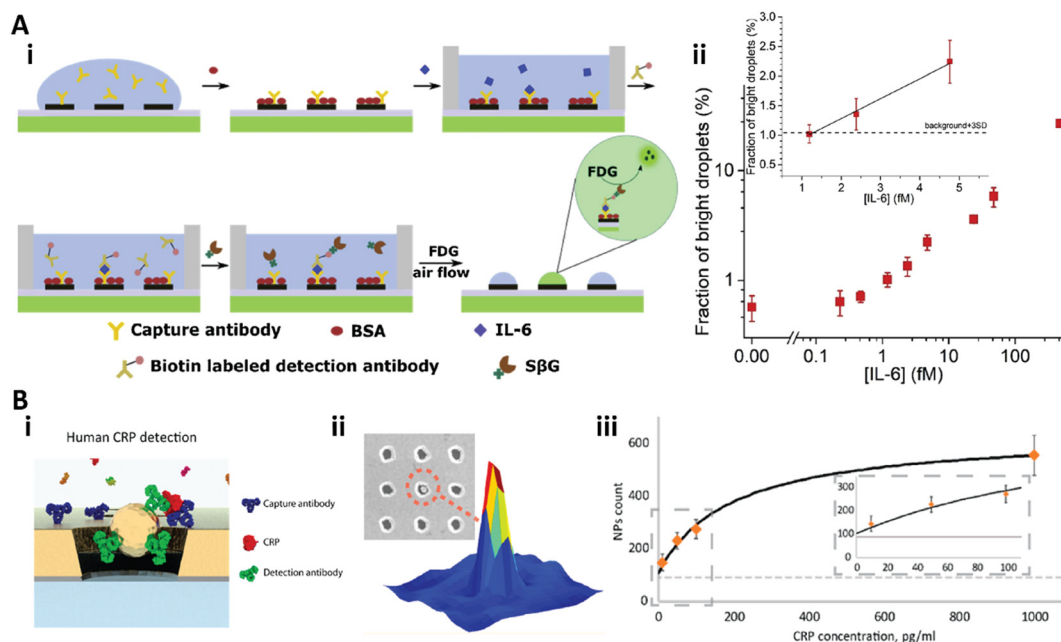 A
i
FDG
FDG
air flow
Capture antibody
BSA
IL-6
Biotin labeled detection antibody
SβG
ii
Fraction of bright droplets (%)
10
1
0.00
0.1
1
10
100
[IL-6] (fM)
Fraction of bright droplets (%)
3.0
2.5
2.0
1.5
1.0
0.5
background+3SD
1
2
3
4
5
[IL-6] (fM)
B
i
Human CRP detection
Capture antibody
CRP
Detection antibody
ii
iii
NPs count
600
400
200
0
0
200
400
600
800
1000
CRP concentration, pg/ml
300
200
100
0
0
20
40
60
80
100